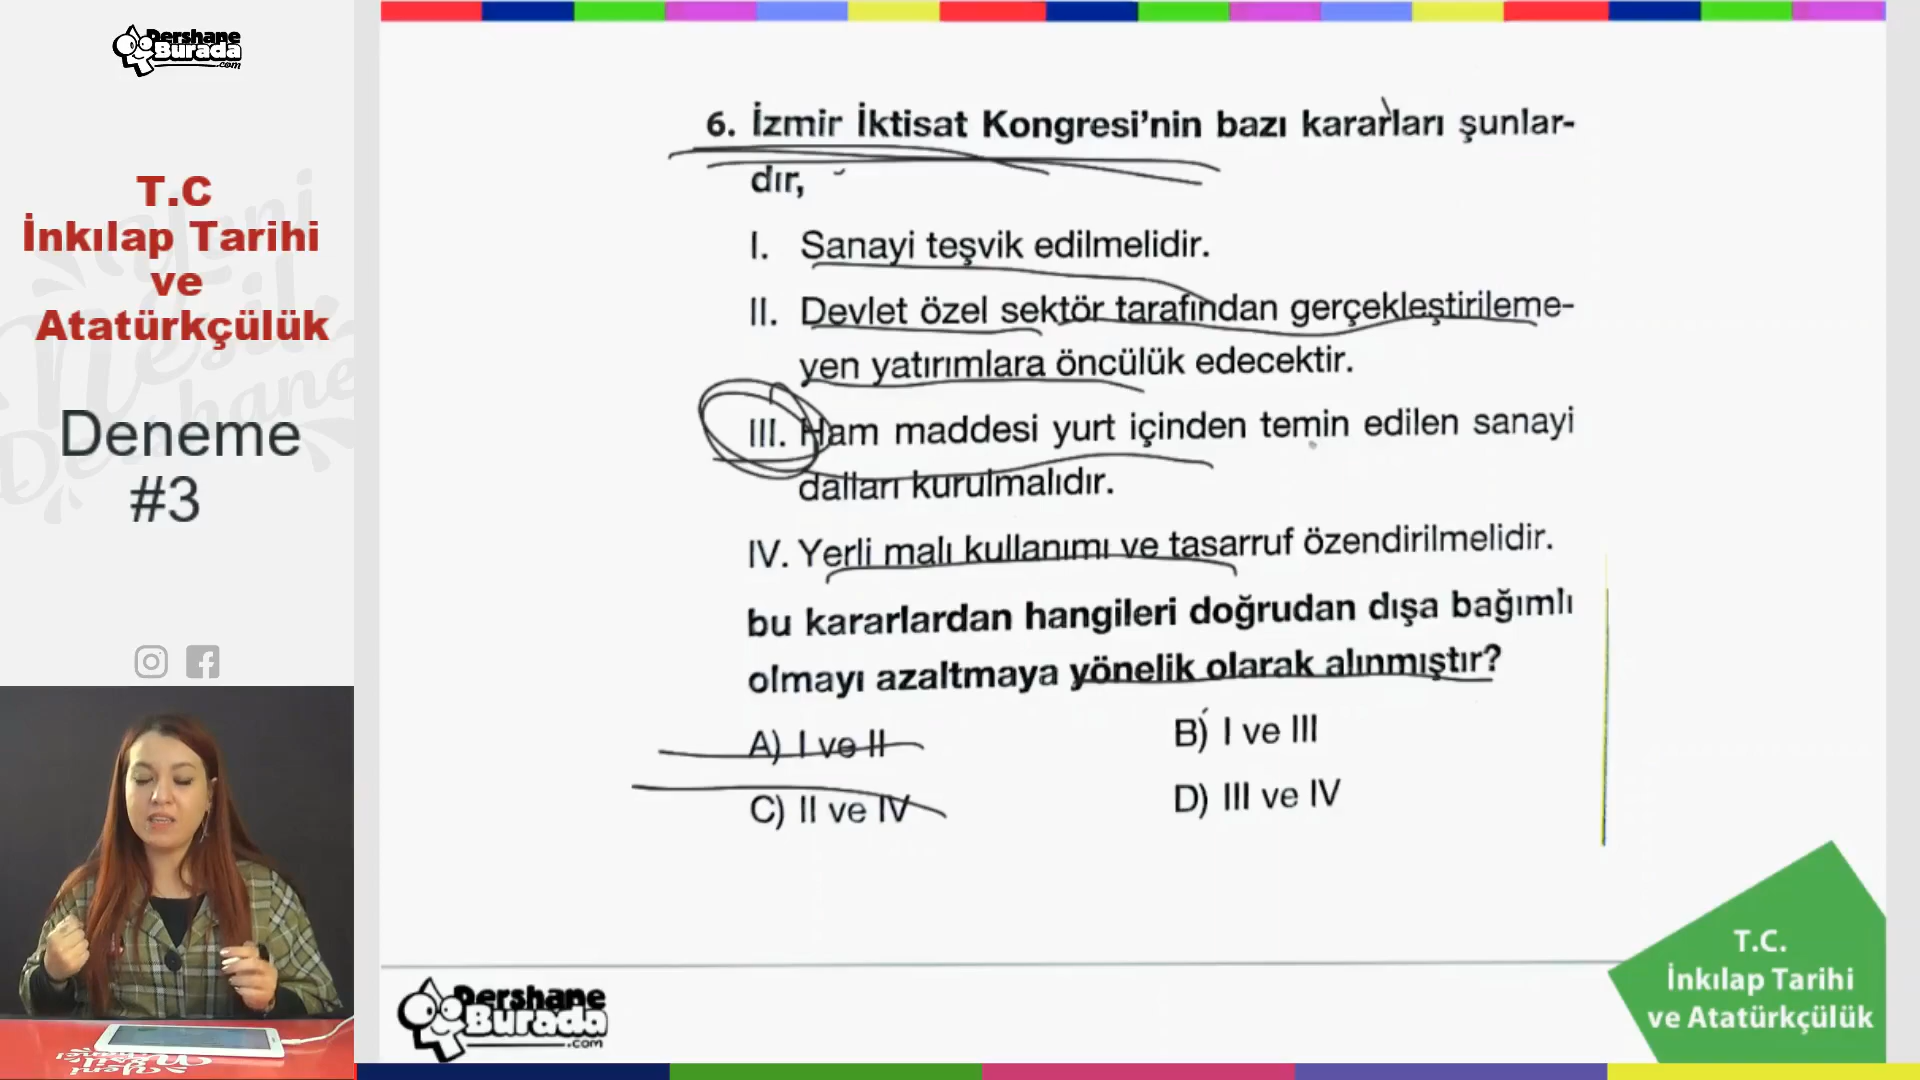 Dershane
Burada
.com
T.C
İnkılap Tarihi
ve
Atatürkçülük
Deneme
#3
6. İzmir İktisat Kongresi’nin bazı kararları şunlar-
dır,
I. Sanayi teşvik edilmelidir.
II. Devlet özel sektör tarafından gerçekleştirileme-
yen yatırımlara öncülük edecektir.
III. Ham maddesi yurt içinden temin edilen sanayi
dalları kurulmalıdır.
IV. Yerli malı kullanımı ve tasarruf özendirilmelidir.
bu kararlardan hangileri doğrudan dışa bağımlı
olmayı azaltmaya yönelik olarak alınmıştır?
A) I ve II
B) I ve III
C) II ve IV
D) III ve IV
Dershane
Burada
.com
T.C.
İnkılap Tarihi
ve Atatürkçülük